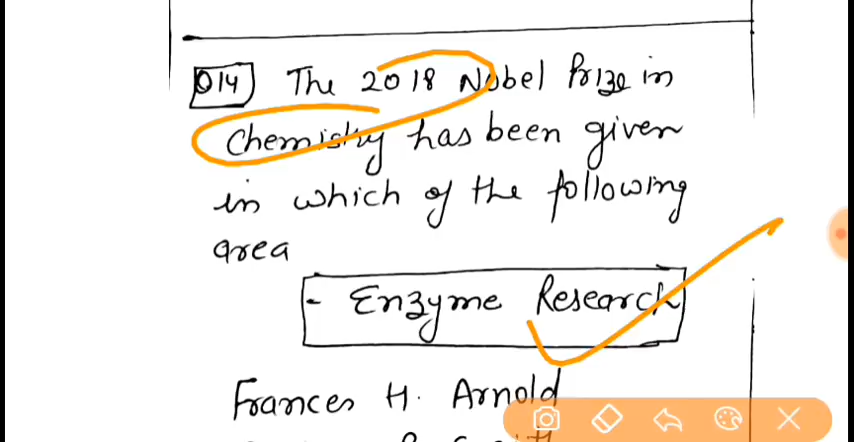 Q14 The 2018 Nobel Prize in
Chemistry has been given
in which of the following
area
- Enzyme Research
Frances H. Arnold